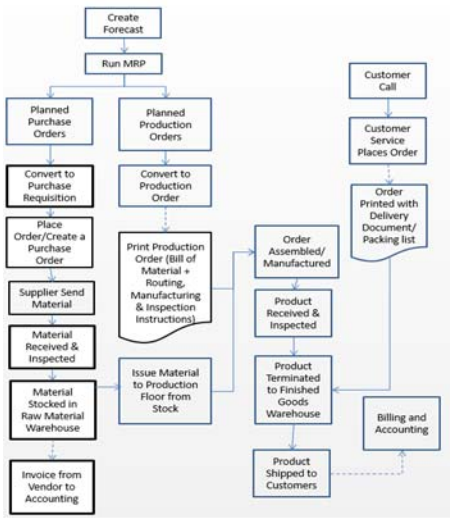 Create
Forecast
Run MRP
Planned
Purchase
Orders
Convert to
Purchase
Requisition
Place
Order/Create a
Purchase
Order
Supplier Send
Material
Material
Received &
Inspected
Material
Stocked in
Raw Material
Warehouse
Invoice from
Vendor to
Accounting
Planned
Production
Orders
Convert to
Production
Order
Print Production
Order (Bill of
Material +
Routing,
Manufacturing
& Inspection
Instructions)
Issue Material
to Production
Floor from
Stock
Order
Assembled/
Manufactured
Product
Received &
Inspected
Product
Terminated
to Finished
Goods
Warehouse
Product
Shipped to
Customers
Customer
Call
Customer
Service
Places Order
Order
Printed with
Delivery
Document/
Packing list
Billing and
Accounting